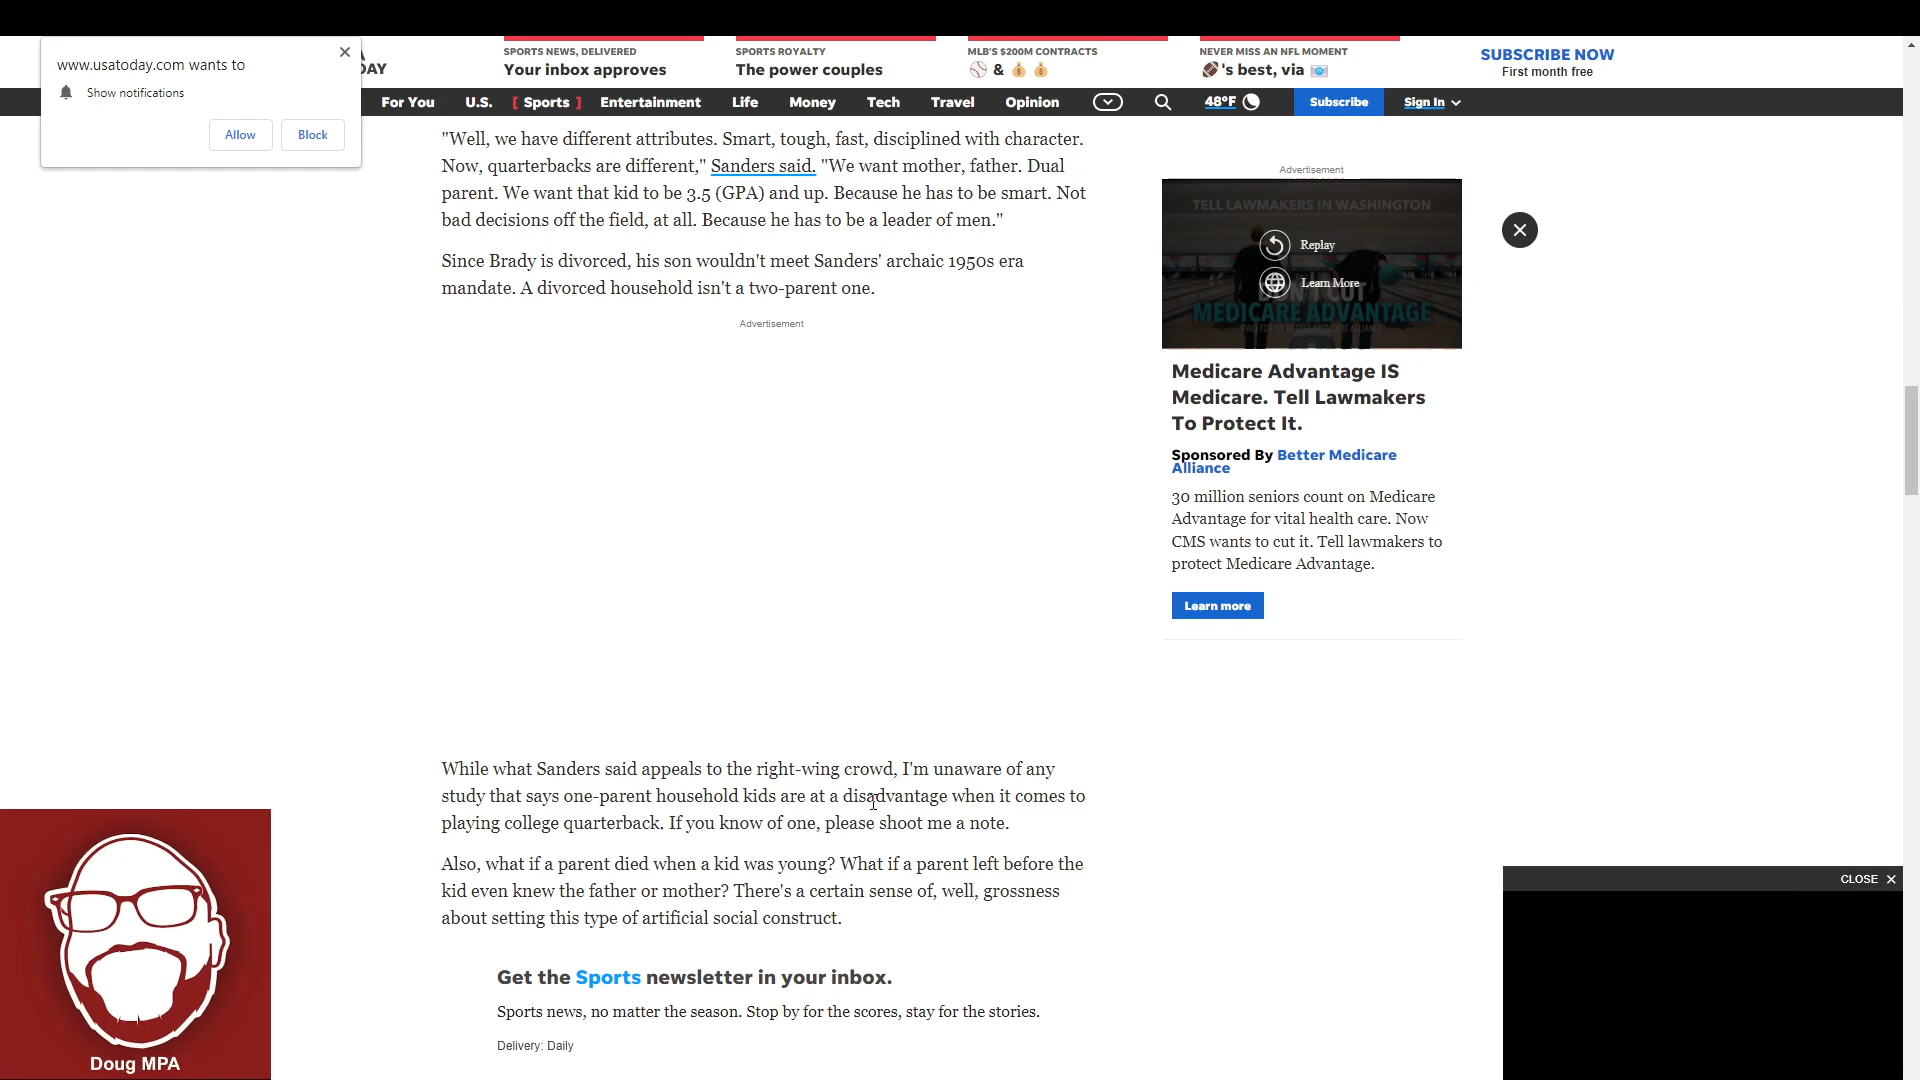 www.usatoday.com wants to
Show notifications
Allow
Block
DAY
SPORTS NEWS, DELIVERED
Your inbox approves
SPORTS ROYALTY
The power couples
MLB'S $200M CONTRACTS
⚾ & 💰 💰
NEVER MISS AN NFL MOMENT
🏈's best, via 📧
SUBSCRIBE NOW
First month free
For You U.S. [ Sports ] Entertainment Life Money Tech Travel Opinion 48°F Subscribe Sign In
"Well, we have different attributes. Smart, tough, fast, disciplined with character.
Now, quarterbacks are different," Sanders said. "We want mother, father. Dual
parent. We want that kid to be 3.5 (GPA) and up. Because he has to be smart. Not
bad decisions off the field, at all. Because he has to be a leader of men."
Since Brady is divorced, his son wouldn't meet Sanders' archaic 1950s era
mandate. A divorced household isn't a two-parent one.
Advertisement
While what Sanders said appeals to the right-wing crowd, I'm unaware of any
study that says one-parent household kids are at a disadvantage when it comes to
playing college quarterback. If you know of one, please shoot me a note.
Also, what if a parent died when a kid was young? What if a parent left before the
kid even knew the father or mother? There's a certain sense of, well, grossness
about setting this type of artificial social construct.
Get the Sports newsletter in your inbox.
Sports news, no matter the season. Stop by for the scores, stay for the stories.
Delivery: Daily
Advertisement
TELL LAWMAKERS IN WASHINGTON
Replay
Learn More
DON'T CUT
MEDICARE ADVANTAGE
PAID FOR BY BETTER MEDICARE ALLIANCE
Medicare Advantage IS
Medicare. Tell Lawmakers
To Protect It.
Sponsored By Better Medicare
Alliance
30 million seniors count on Medicare
Advantage for vital health care. Now
CMS wants to cut it. Tell lawmakers to
protect Medicare Advantage.
Learn more
CLOSE
Doug MPA